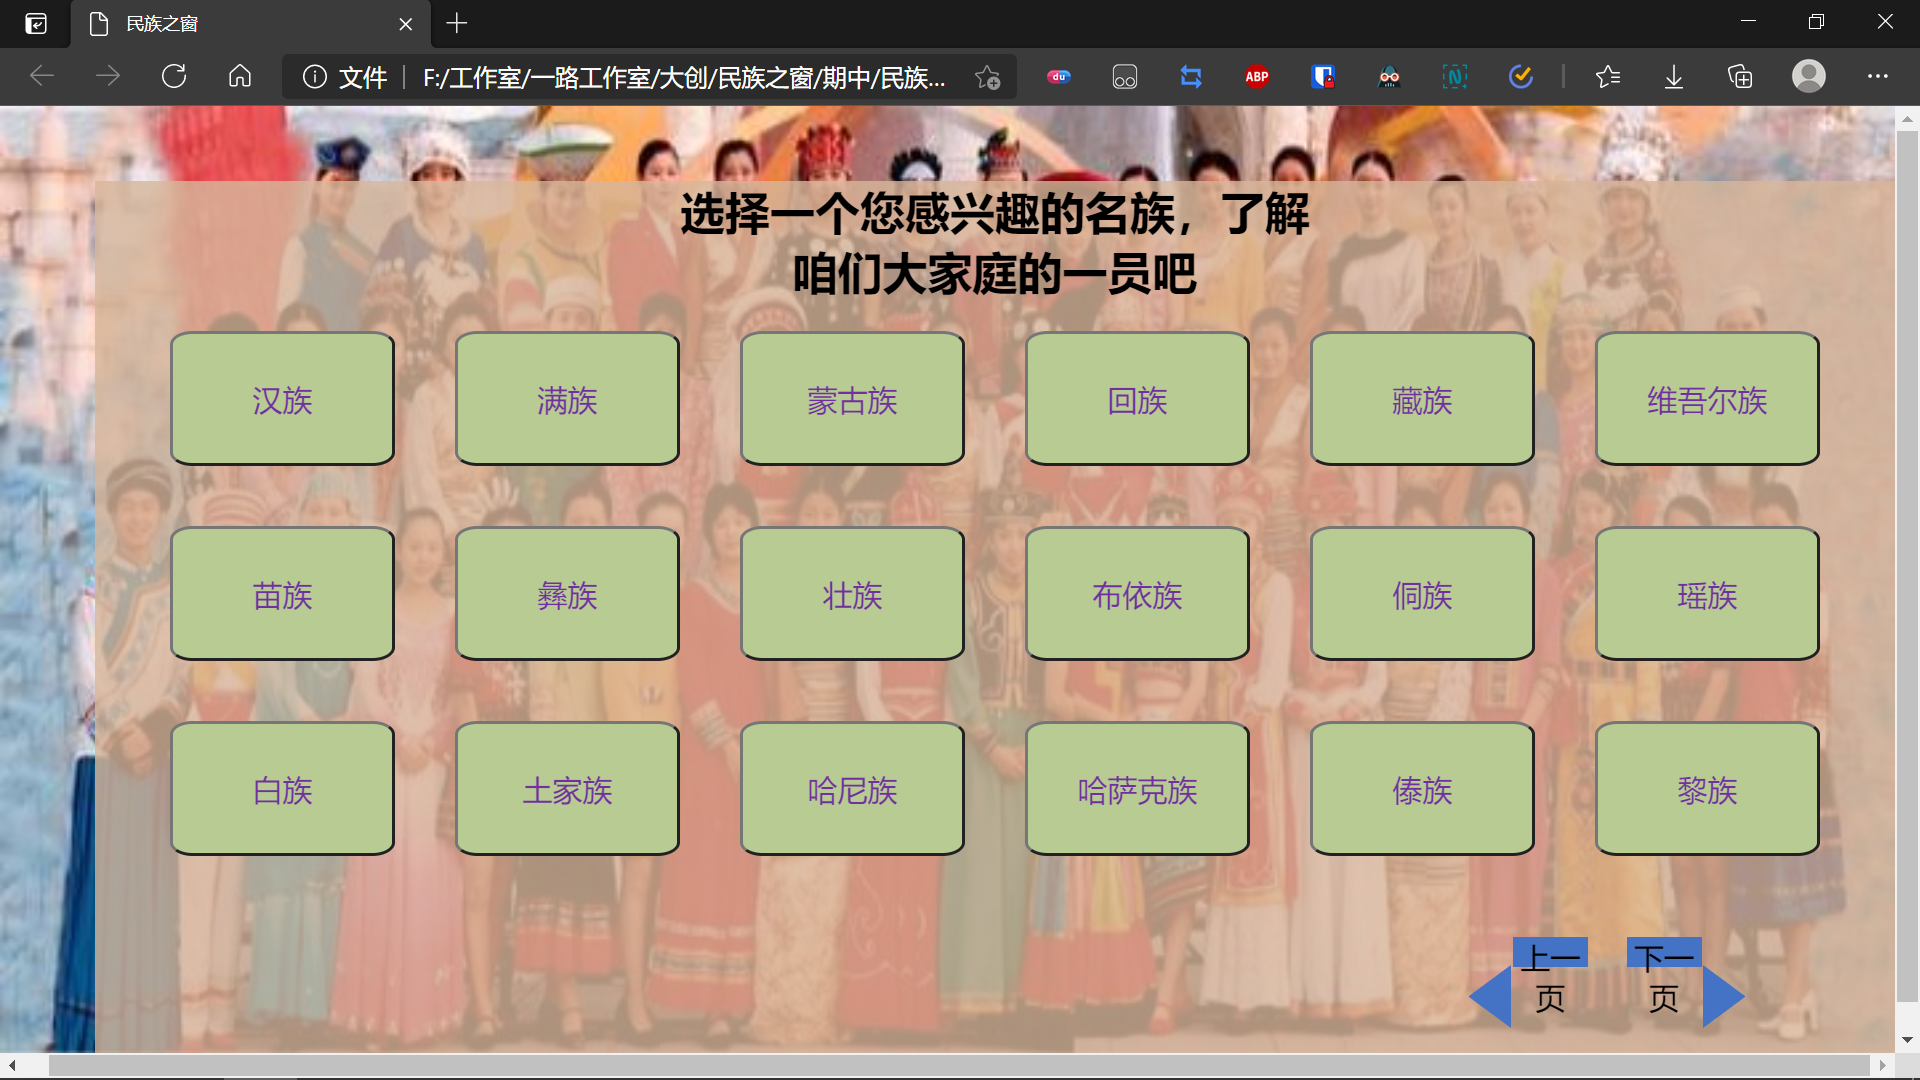 民族之窗
文件
F:/工作室/一路工作室/大创/民族之窗/期中/民族...
du
ABP
N
选择一个您感兴趣的名族，了解
咱们大家庭的一员吧
汉族
满族
蒙古族
回族
藏族
维吾尔族
苗族
彝族
壮族
布依族
侗族
瑶族
白族
土家族
哈尼族
哈萨克族
傣族
黎族
上一
页
下一
页